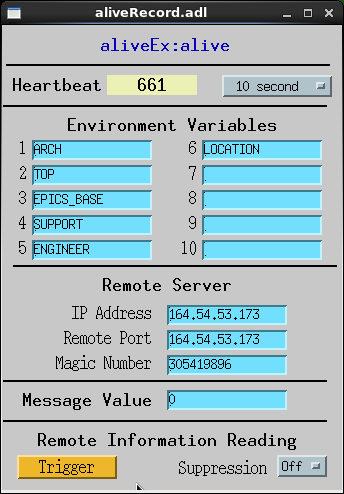 aliveRecord.adl
aliveEx:alive
Heartbeat 661 10 second
Environment Variables
1 ARCH 6 LOCATION
2 TOP 7
3 EPICS_BASE 8
4 SUPPORT 9
5 ENGINEER 10
Remote Server
IP Address 164.54.53.173
Remote Port 164.54.53.173
Magic Number 305419896
Message Value 0
Remote Information Reading
Trigger Suppression Off